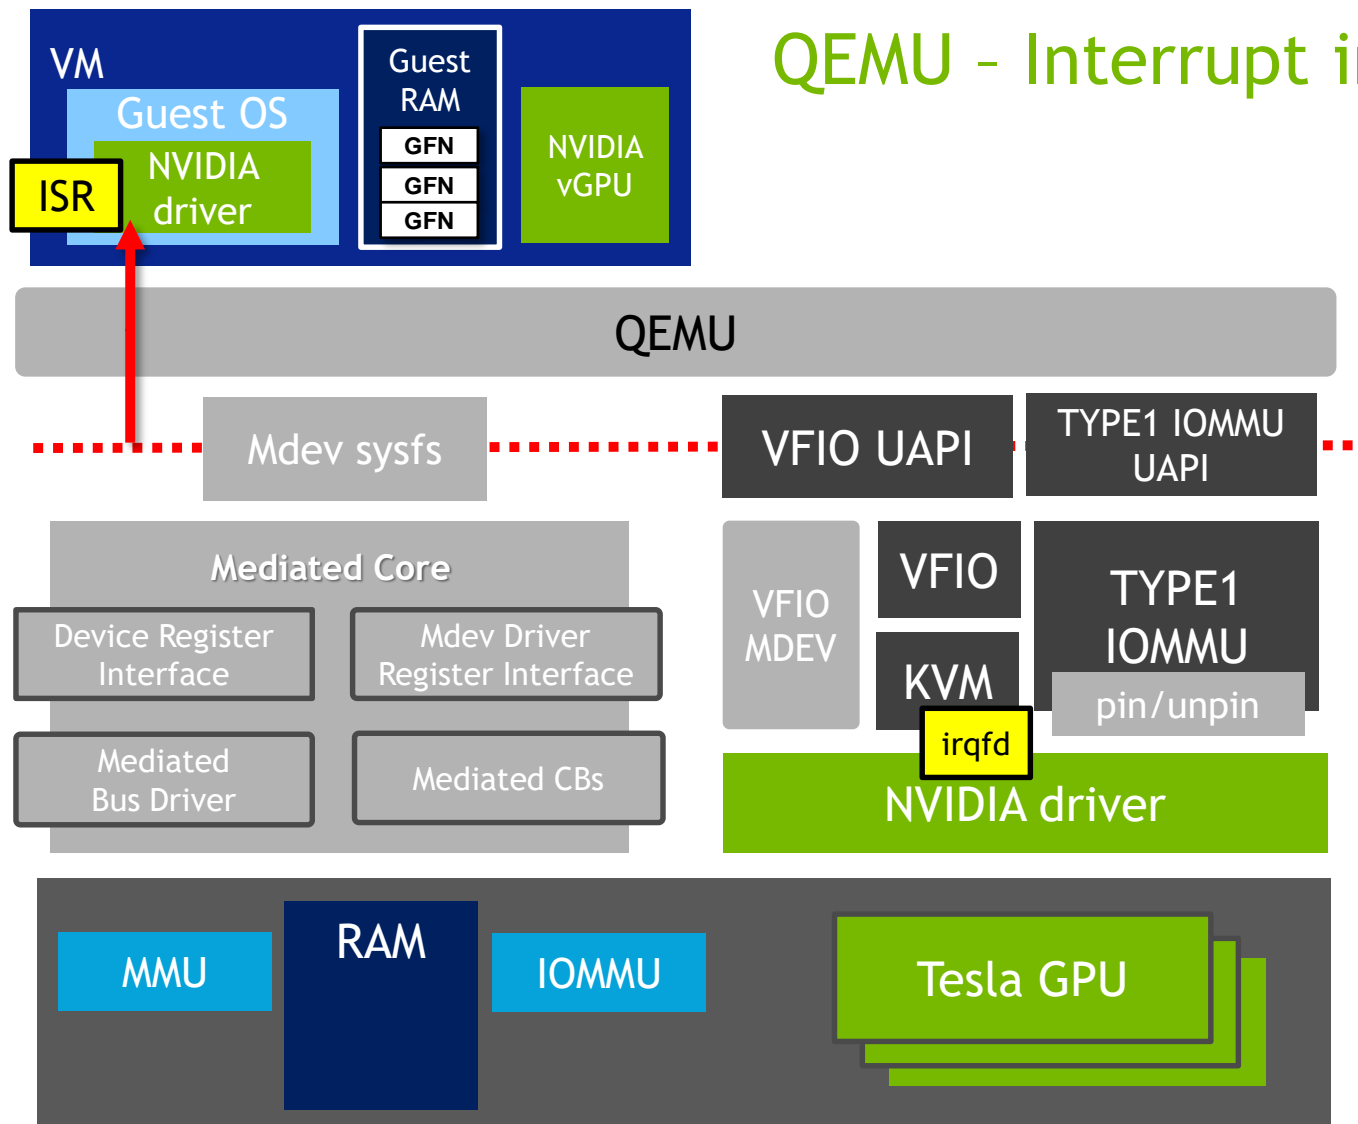 QEMU – Interrupt
VM
Guest OS
NVIDIA
driver
ISR
Guest
RAM
GFN
GFN
GFN
NVIDIA
vGPU
QEMU
Mdev sysfs
VFIO UAPI
TYPE1 IOMMU
UAPI
Mediated Core
Device Register
Interface
Mdev Driver
Register Interface
Mediated
Bus Driver
Mediated CBs
VFIO
MDEV
VFIO
KVM
irqfd
TYPE1
IOMMU
pin/unpin
NVIDIA driver
MMU
RAM
IOMMU
Tesla GPU